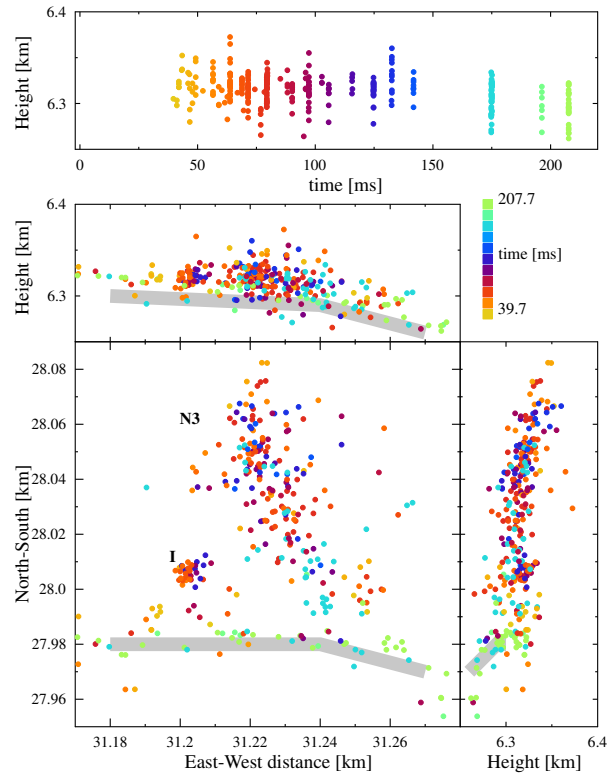 6.4
6.3
Height [km]
0 50 100 150 200
time [ms]
6.4
6.3
Height [km]
207.7
time [ms]
39.7
28.08
28.06
28.04
28.02
28.0
27.98
27.96
North-South [km]
N3
I
31.18 31.2 31.22 31.24 31.26
East-West distance [km]
6.3 6.4
Height [km]